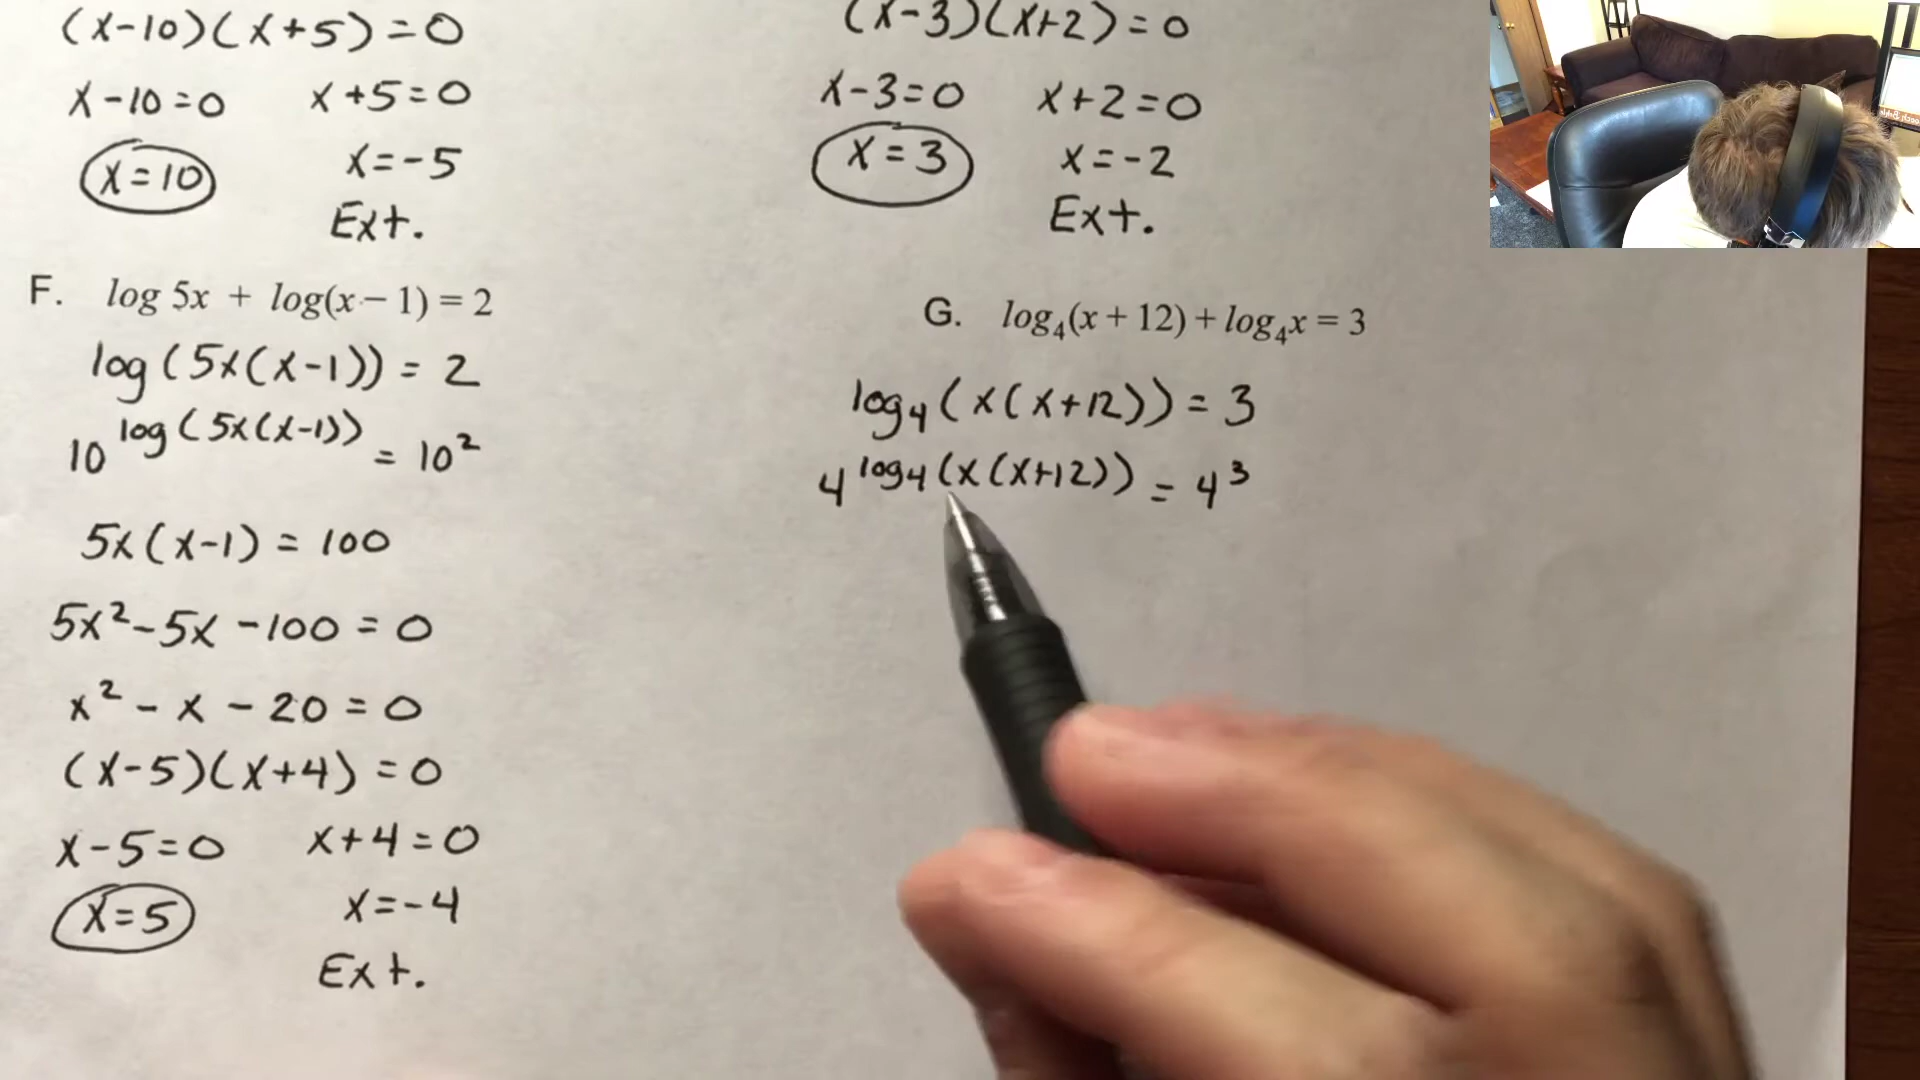 (x-10)(x+5)=0
x-10=0 x+5=0
x=10 x=-5
Ext.
(x-3)(x+2)=0
x-3=0 x+2=0
x=3 x=-2
Ext.
F. log 5x + log(x – 1) = 2
log(5x(x-1)) = 2
10^log(5x(x-1)) = 10²
5x(x-1) = 100
5x²-5x-100=0
x²-x-20=0
(x-5)(x+4)=0
x-5=0 x+4=0
x=5 x=-4
Ext.
G. log₄(x + 12) + log₄x = 3
log₄(x(x+12)) = 3
4^log₄(x(x+12)) = 4³